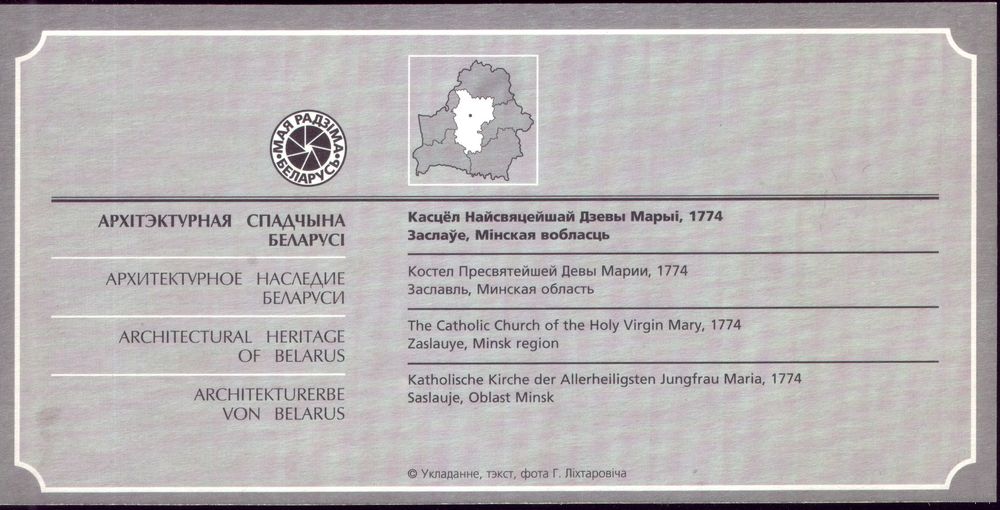 МАЯ РАДЗІМА
БЕЛАРУСЬ
АРХІТЭКТУРНАЯ СПАДЧЫНА
БЕЛАРУСІ
Касцёл Найсвяцейшай Дзевы Марыі, 1774
Заслаўе, Мінская вобласць
АРХИТЕКТУРНОЕ НАСЛЕДИЕ
БЕЛАРУСИ
Костел Пресвятейшей Девы Марии, 1774
Заславль, Минская область
ARCHITECTURAL HERITAGE
OF BELARUS
The Catholic Church of the Holy Virgin Mary, 1774
Zaslauye, Minsk region
ARCHITEKTURERBE
VON BELARUS
Katholische Kirche der Allerheiligsten Jungfrau Maria, 1774
Saslauje, Oblast Minsk
© Укладанне, тэкст, фота Г. Ліхтаровіча